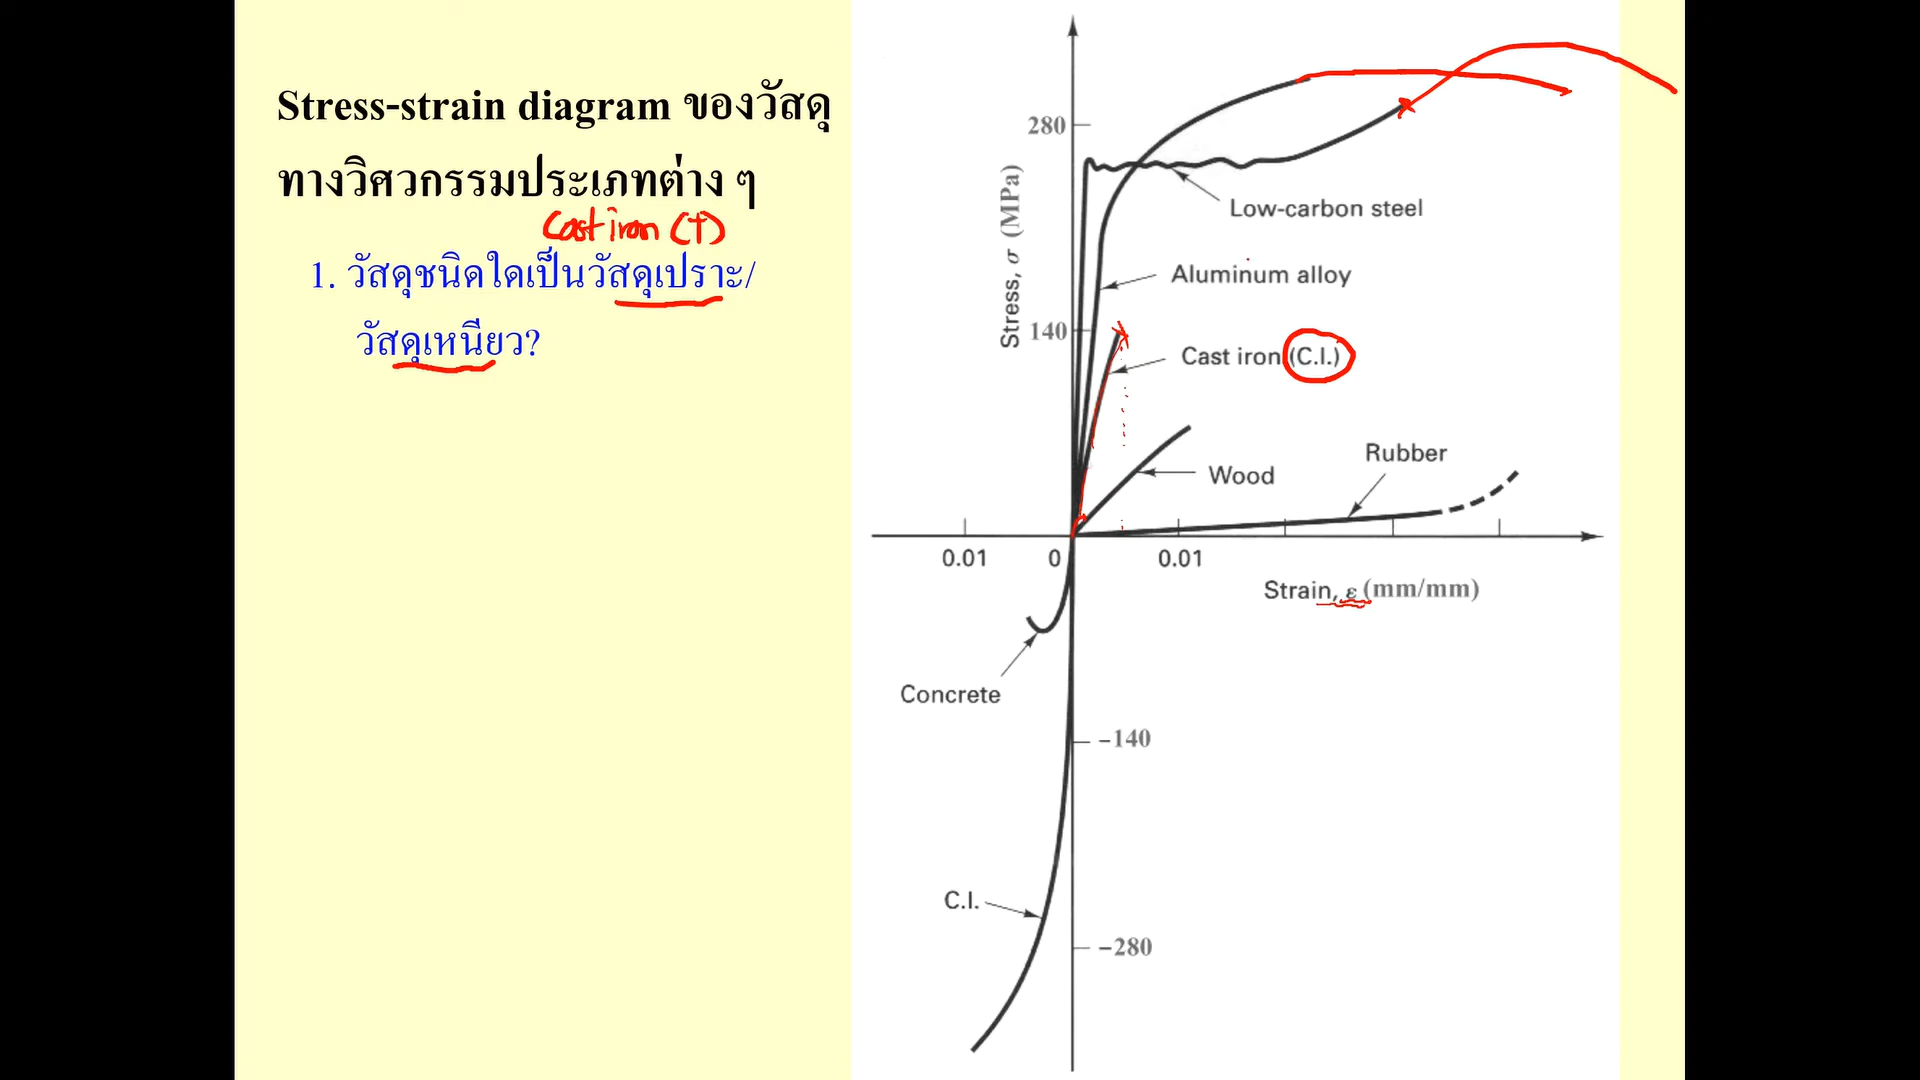 Stress-strain diagram ของวัสดุ
ทางวิศวกรรมประเภทต่าง ๆ
Cast iron (T)
1. วัสดุชนิดใดเป็นวัสดุเปราะ/
วัสดุเหนียว?
280
Low-carbon steel
Stress, σ (MPa)
Aluminum alloy
140
Cast iron (C.I.)
Rubber
Wood
0.01
0
0.01
Strain, ε (mm/mm)
Concrete
-140
C.I.
-280